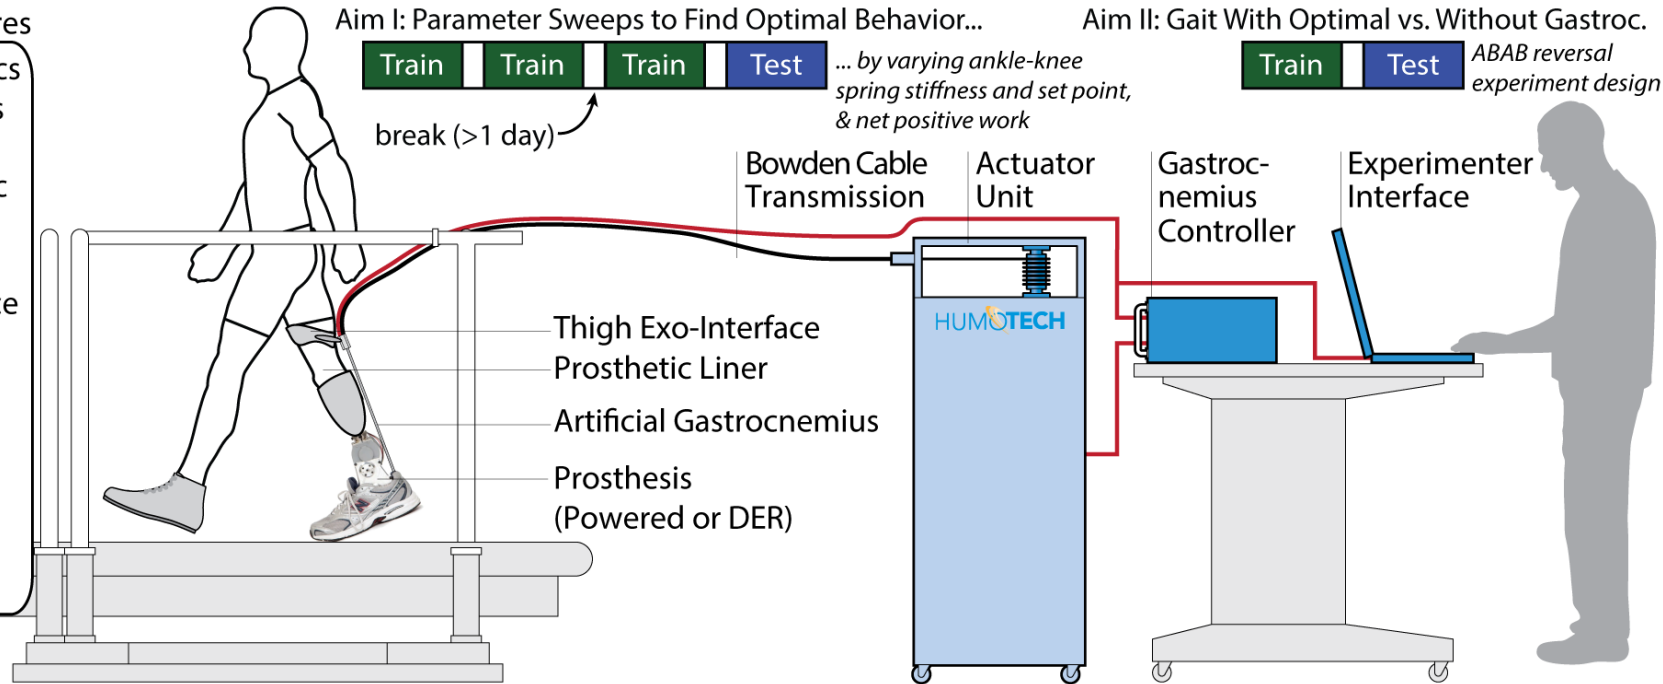 res
cs
s
c
ce
Aim I: Parameter Sweeps to Find Optimal Behavior...
Train
Train
Train
Test
... by varying ankle-knee
spring stiffness and set point,
& net positive work
break (>1 day)
Aim II: Gait With Optimal vs. Without Gastroc.
Train
Test
ABAB reversal
experiment design
Bowden Cable
Transmission
Actuator
Unit
Gastroc-
nemius
Controller
Experimenter
Interface
HUMOTECH
Thigh Exo-Interface
Prosthetic Liner
Artificial Gastrocnemius
Prosthesis
(Powered or DER)